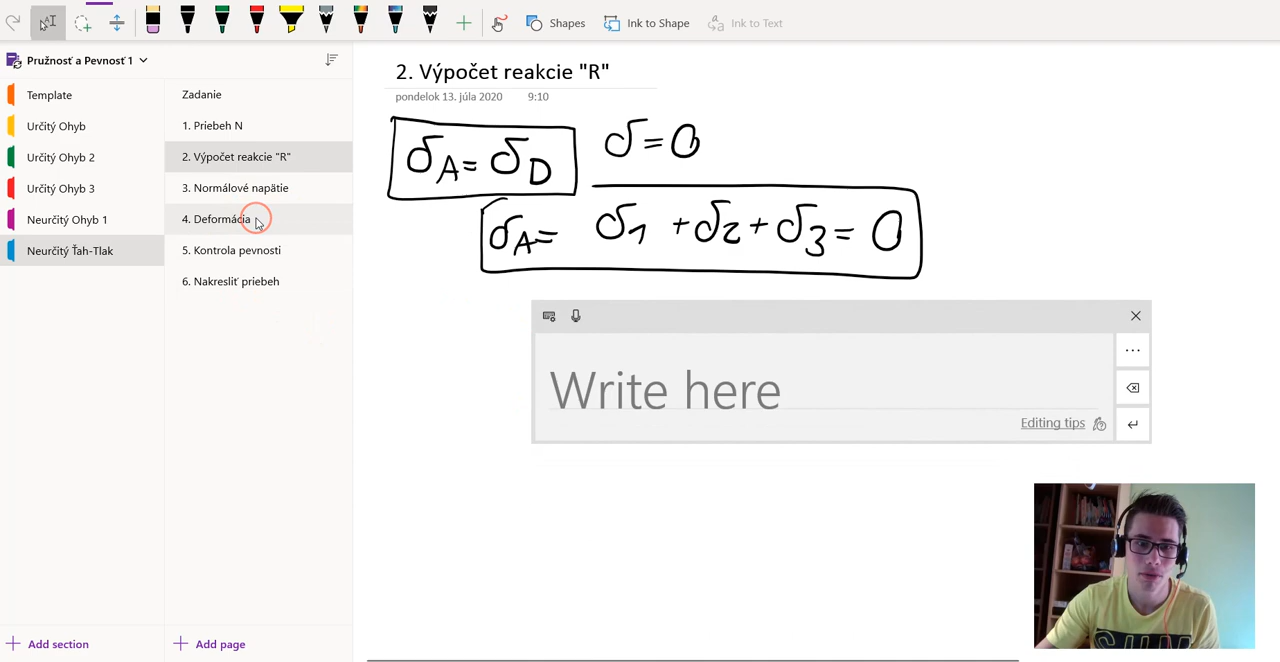 Shapes
Ink to Shape
Ink to Text
Pružnosť a Pevnosť 1
Template
Určitý Ohyb
Určitý Ohyb 2
Určitý Ohyb 3
Neurčitý Ohyb 1
Neurčitý Ťah-Tlak
Add section
Zadanie
1. Priebeh N
2. Výpočet reakcie "R"
3. Normálové napätie
4. Deformácia
5. Kontrola pevnosti
6. Nakresliť priebeh
Add page
2. Výpočet reakcie "R"
pondelok 13. júla 2020 9:10
δA = δD
δ = 0
δA = δ1 + δ2 + δ3 = 0
Write here
Editing tips